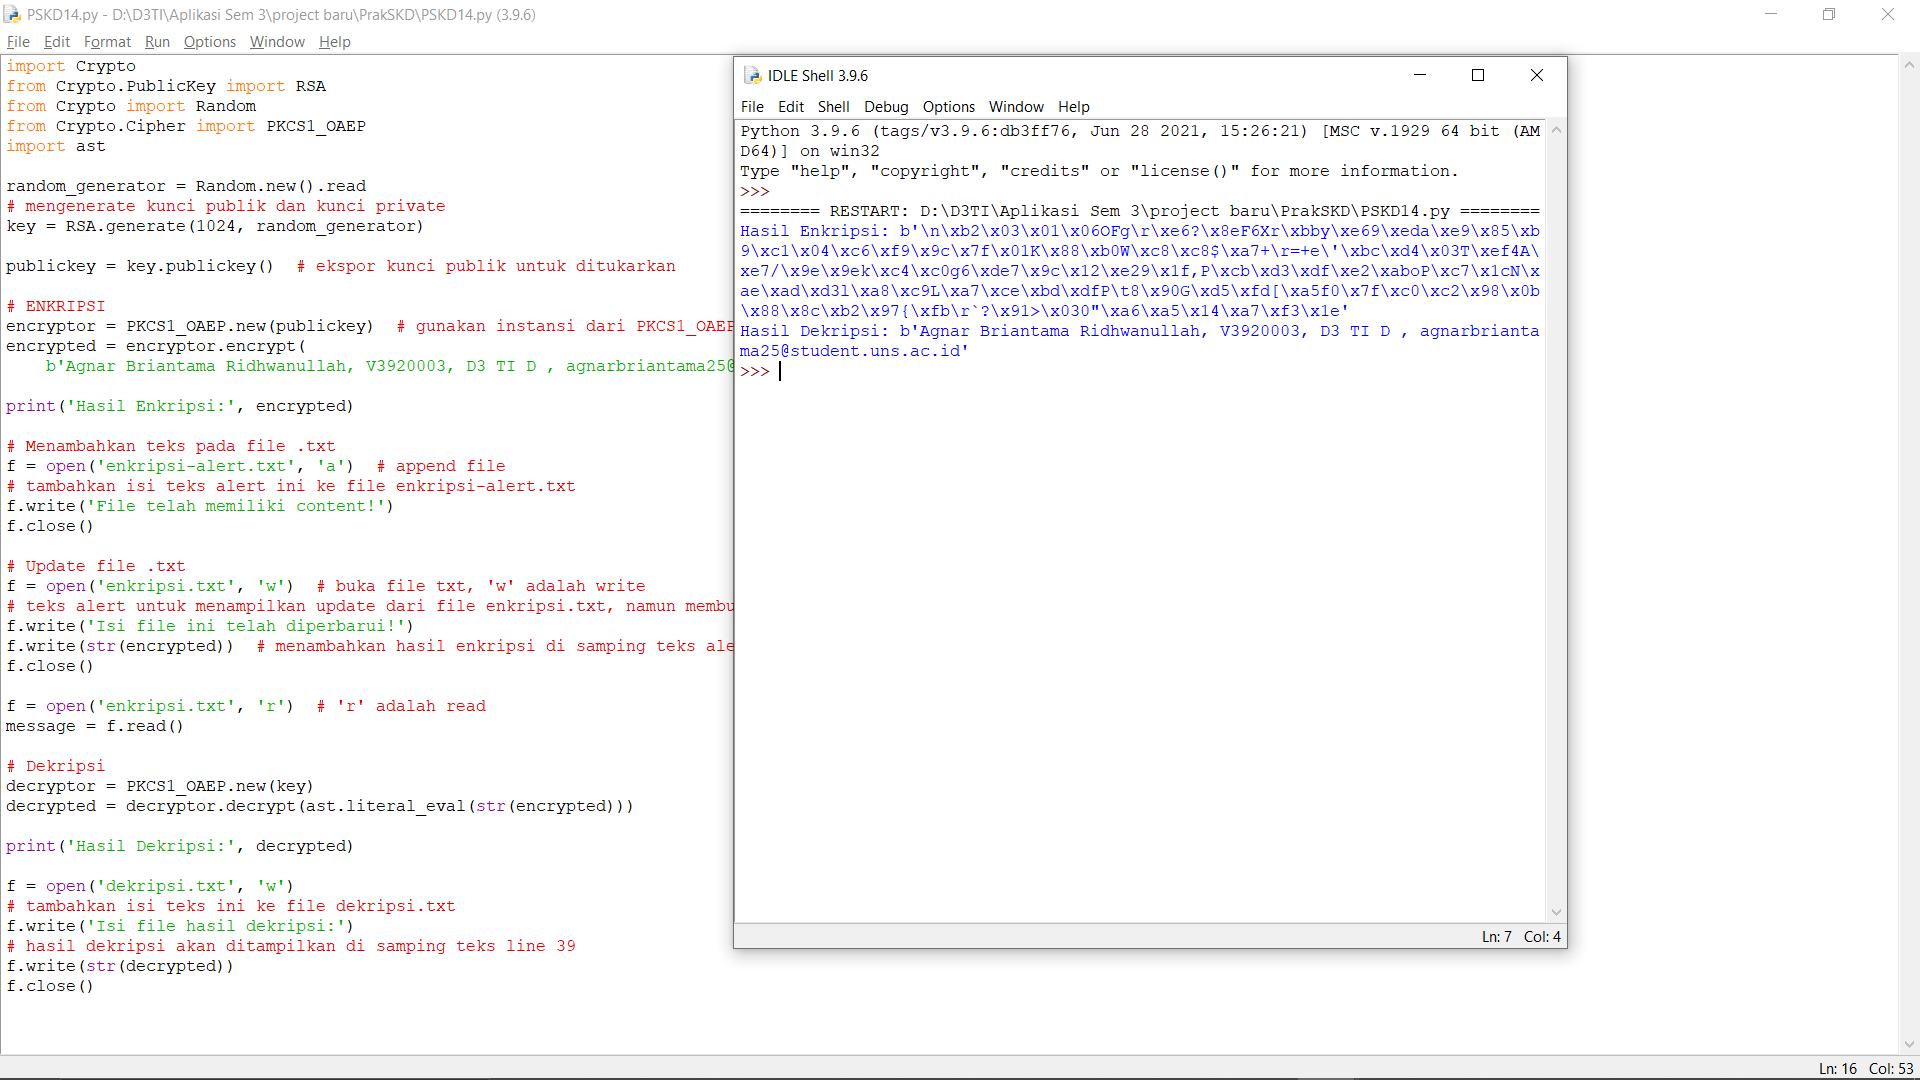 PSKD14.py - D:\D3TI\Aplikasi Sem 3\project baru\PrakSKD\PSKD14.py (3.9.6)
File Edit Format Run Options Window Help
import Crypto
from Crypto.PublicKey import RSA
from Crypto import Random
from Crypto.Cipher import PKCS1_OAEP
import ast
random_generator = Random.new().read
# mengenerate kunci publik dan kunci private
key = RSA.generate(1024, random_generator)
publickey = key.publickey()  # ekspor kunci publik untuk ditukarkan
# ENKRIPSI
encryptor = PKCS1_OAEP.new(publickey)  # gunakan instansi dari PKCS1_OAEP
encrypted = encryptor.encrypt(
    b'Agnar Briantama Ridhwanullah, V3920003, D3 TI D , agnarbriantama25@
print('Hasil Enkripsi:', encrypted)
# Menambahkan teks pada file .txt
f = open('enkripsi-alert.txt', 'a')  # append file
# tambahkan isi teks alert ini ke file enkripsi-alert.txt
f.write('File telah memiliki content!')
f.close()
# Update file .txt
f = open('enkripsi.txt', 'w')  # buka file txt, 'w' adalah write
# teks alert untuk menampilkan update dari file enkripsi.txt, namun membu
f.write('Isi file ini telah diperbarui!')
f.write(str(encrypted))  # menambahkan hasil enkripsi di samping teks ale
f.close()
f = open('enkripsi.txt', 'r')  # 'r' adalah read
message = f.read()
# Dekripsi
decryptor = PKCS1_OAEP.new(key)
decrypted = decryptor.decrypt(ast.literal_eval(str(encrypted)))
print('Hasil Dekripsi:', decrypted)
f = open('dekripsi.txt', 'w')
# tambahkan isi teks ini ke file dekripsi.txt
f.write('Isi file hasil dekripsi:')
# hasil dekripsi akan ditampilkan di samping teks line 39
f.write(str(decrypted))
f.close()
IDLE Shell 3.9.6
File Edit Shell Debug Options Window Help
Python 3.9.6 (tags/v3.9.6:db3ff76, Jun 28 2021, 15:26:21) [MSC v.1929 64 bit (AM
D64)] on win32
Type "help", "copyright", "credits" or "license()" for more information.
>>>
======== RESTART: D:\D3TI\Aplikasi Sem 3\project baru\PrakSKD\PSKD14.py ========
Hasil Enkripsi: b'\n\xb2\x03\x01\x06OFg\r\xe6?\x8eF6Xr\xbby\xe69\xeda\xe9\x85\xb
9\xc1\x04\xc6\xf9\x9c\x7f\x01K\x88\xb0W\xc8\xc8$\xa7+\r=+e\'\xbc\xd4\x03T\xef4A\
xe7/\x9e\x9ek\xc4\xc0g6\xde7\x9c\x12\xe29\x1f,P\xcb\xd3\xdf\xe2\xaboP\xc7\x1cN\x
ae\xad\xd3l\xa8\xc9L\xa7\xce\xbd\xdfP\t8\x90G\xd5\xfd[\xa5f0\x7f\xc0\xc2\x98\x0b
\x88\x8c\xb2\x97{\xfb\r`?\x91>\x030"\xa6\xa5\x14\xa7\xf3\x1e'
Hasil Dekripsi: b'Agnar Briantama Ridhwanullah, V3920003, D3 TI D , agnarbrianta
ma25@student.uns.ac.id'
>>>
Ln: 7 Col: 4
Ln: 16 Col: 53